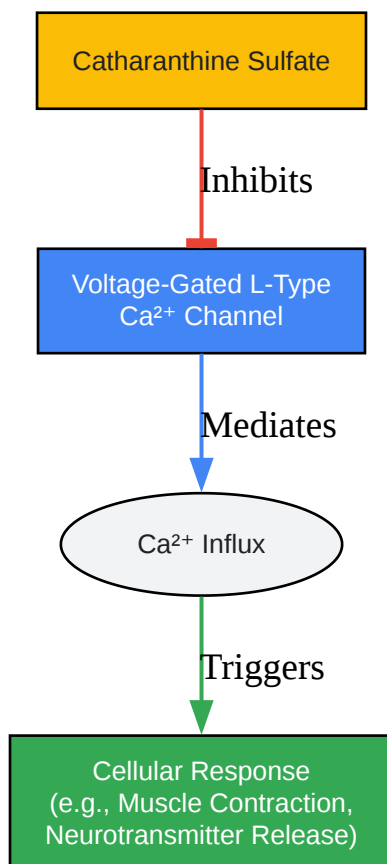 Catharanthine Sulfate
Inhibits
Voltage-Gated L-Type
Ca²⁺ Channel
Mediates
Ca²⁺ Influx
Triggers
Cellular Response
(e.g., Muscle Contraction,
Neurotransmitter Release)